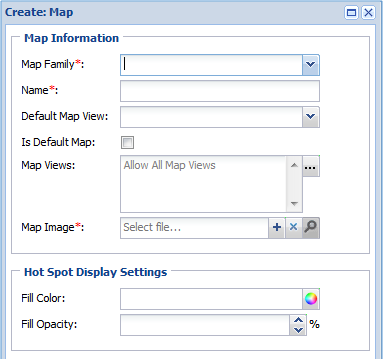 Create: Map
Map Information
Map Family*:
Name*:
Default Map View:
Is Default Map:
Map Views: Allow All Map Views ...
Map Image*: Select file...
Hot Spot Display Settings
Fill Color:
Fill Opacity: %